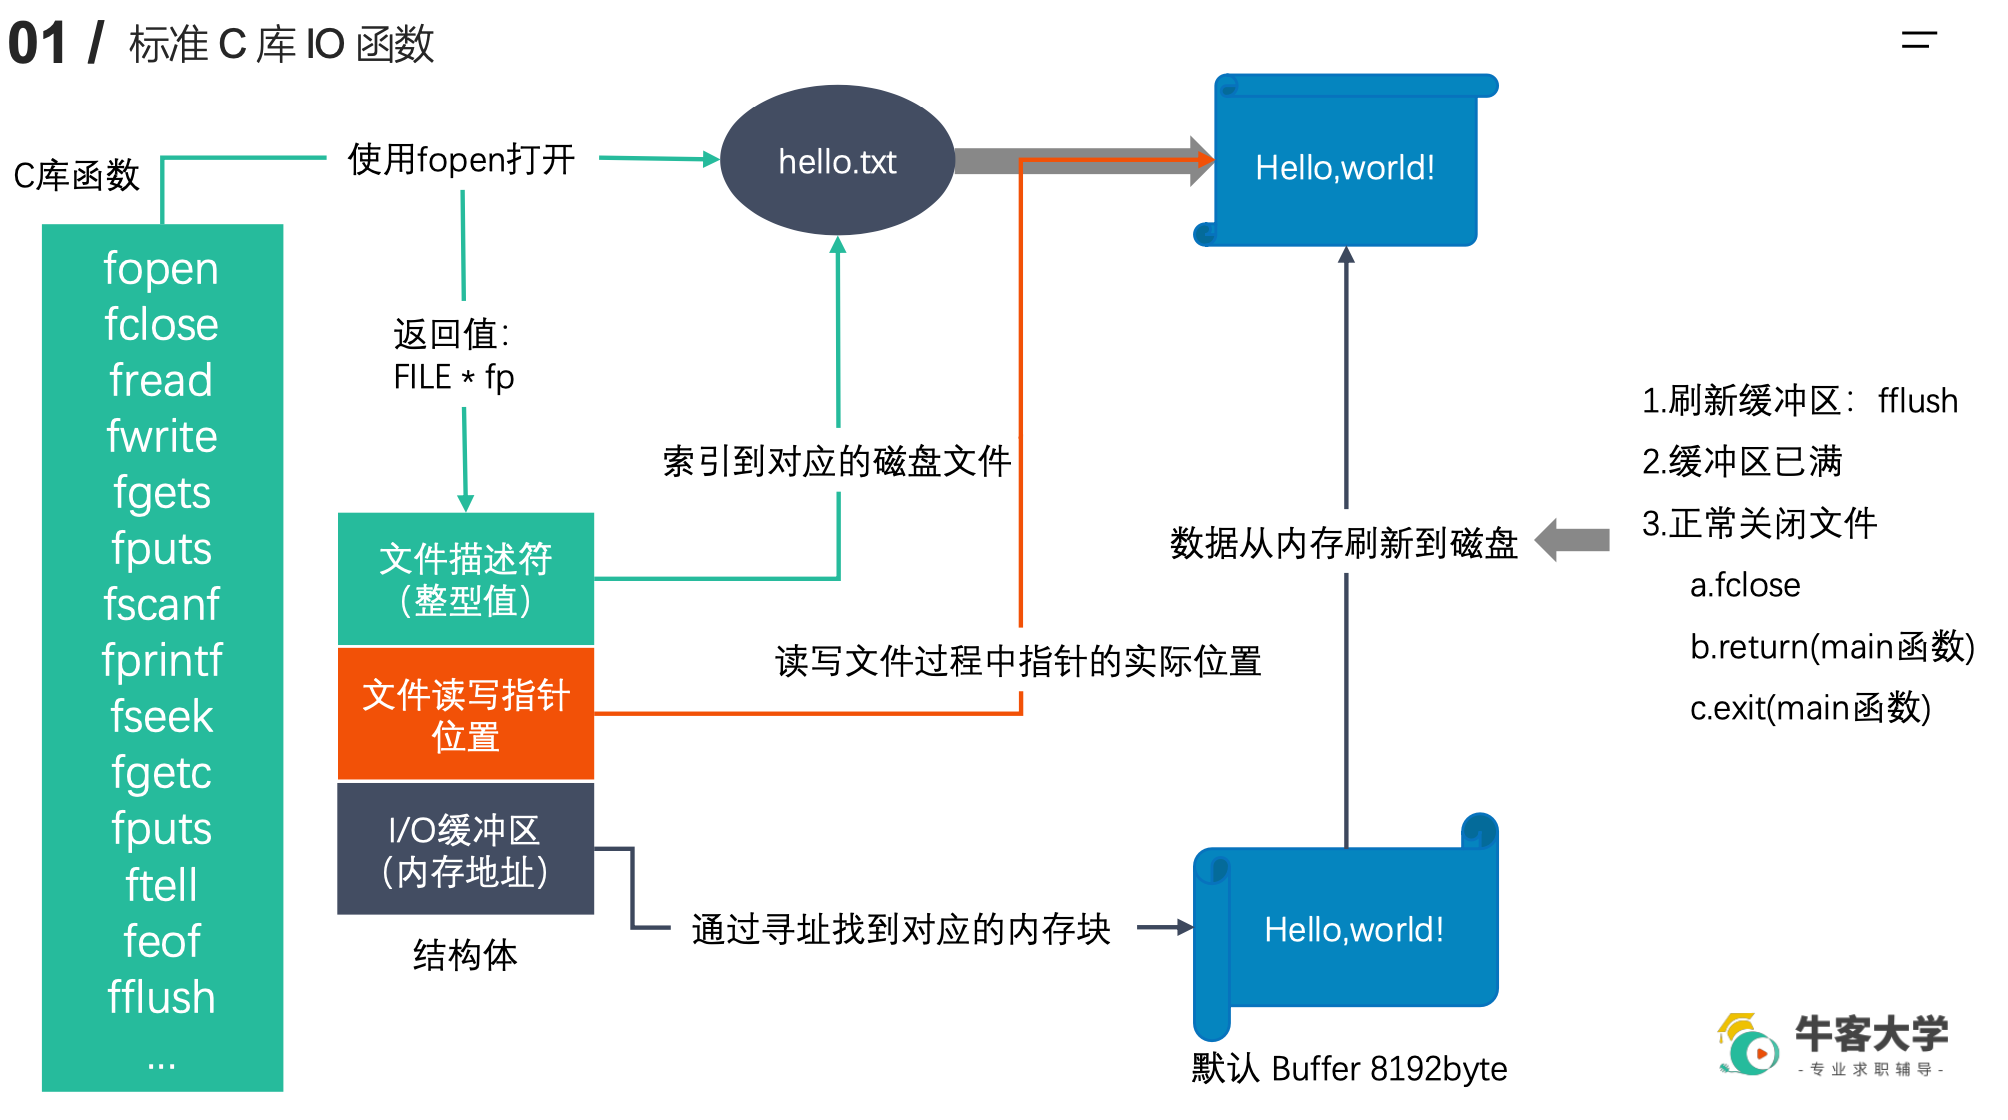 01 / 标准 C 库 IO 函数
C库函数
fopen
fclose
fread
fwrite
fgets
fputs
fscanf
fprintf
fseek
fgetc
fputs
ftell
feof
fflush
...
使用fopen打开
返回值：
FILE * fp
文件描述符
（整型值）
文件读写指针
位置
I/O缓冲区
（内存地址）
结构体
hello.txt
索引到对应的磁盘文件
读写文件过程中指针的实际位置
通过寻址找到对应的内存块
Hello,world!
数据从内存刷新到磁盘
Hello,world!
默认 Buffer 8192byte
1.刷新缓冲区：fflush
2.缓冲区已满
3.正常关闭文件
a.fclose
b.return(main函数)
c.exit(main函数)
牛客大学
-专业求职辅导-